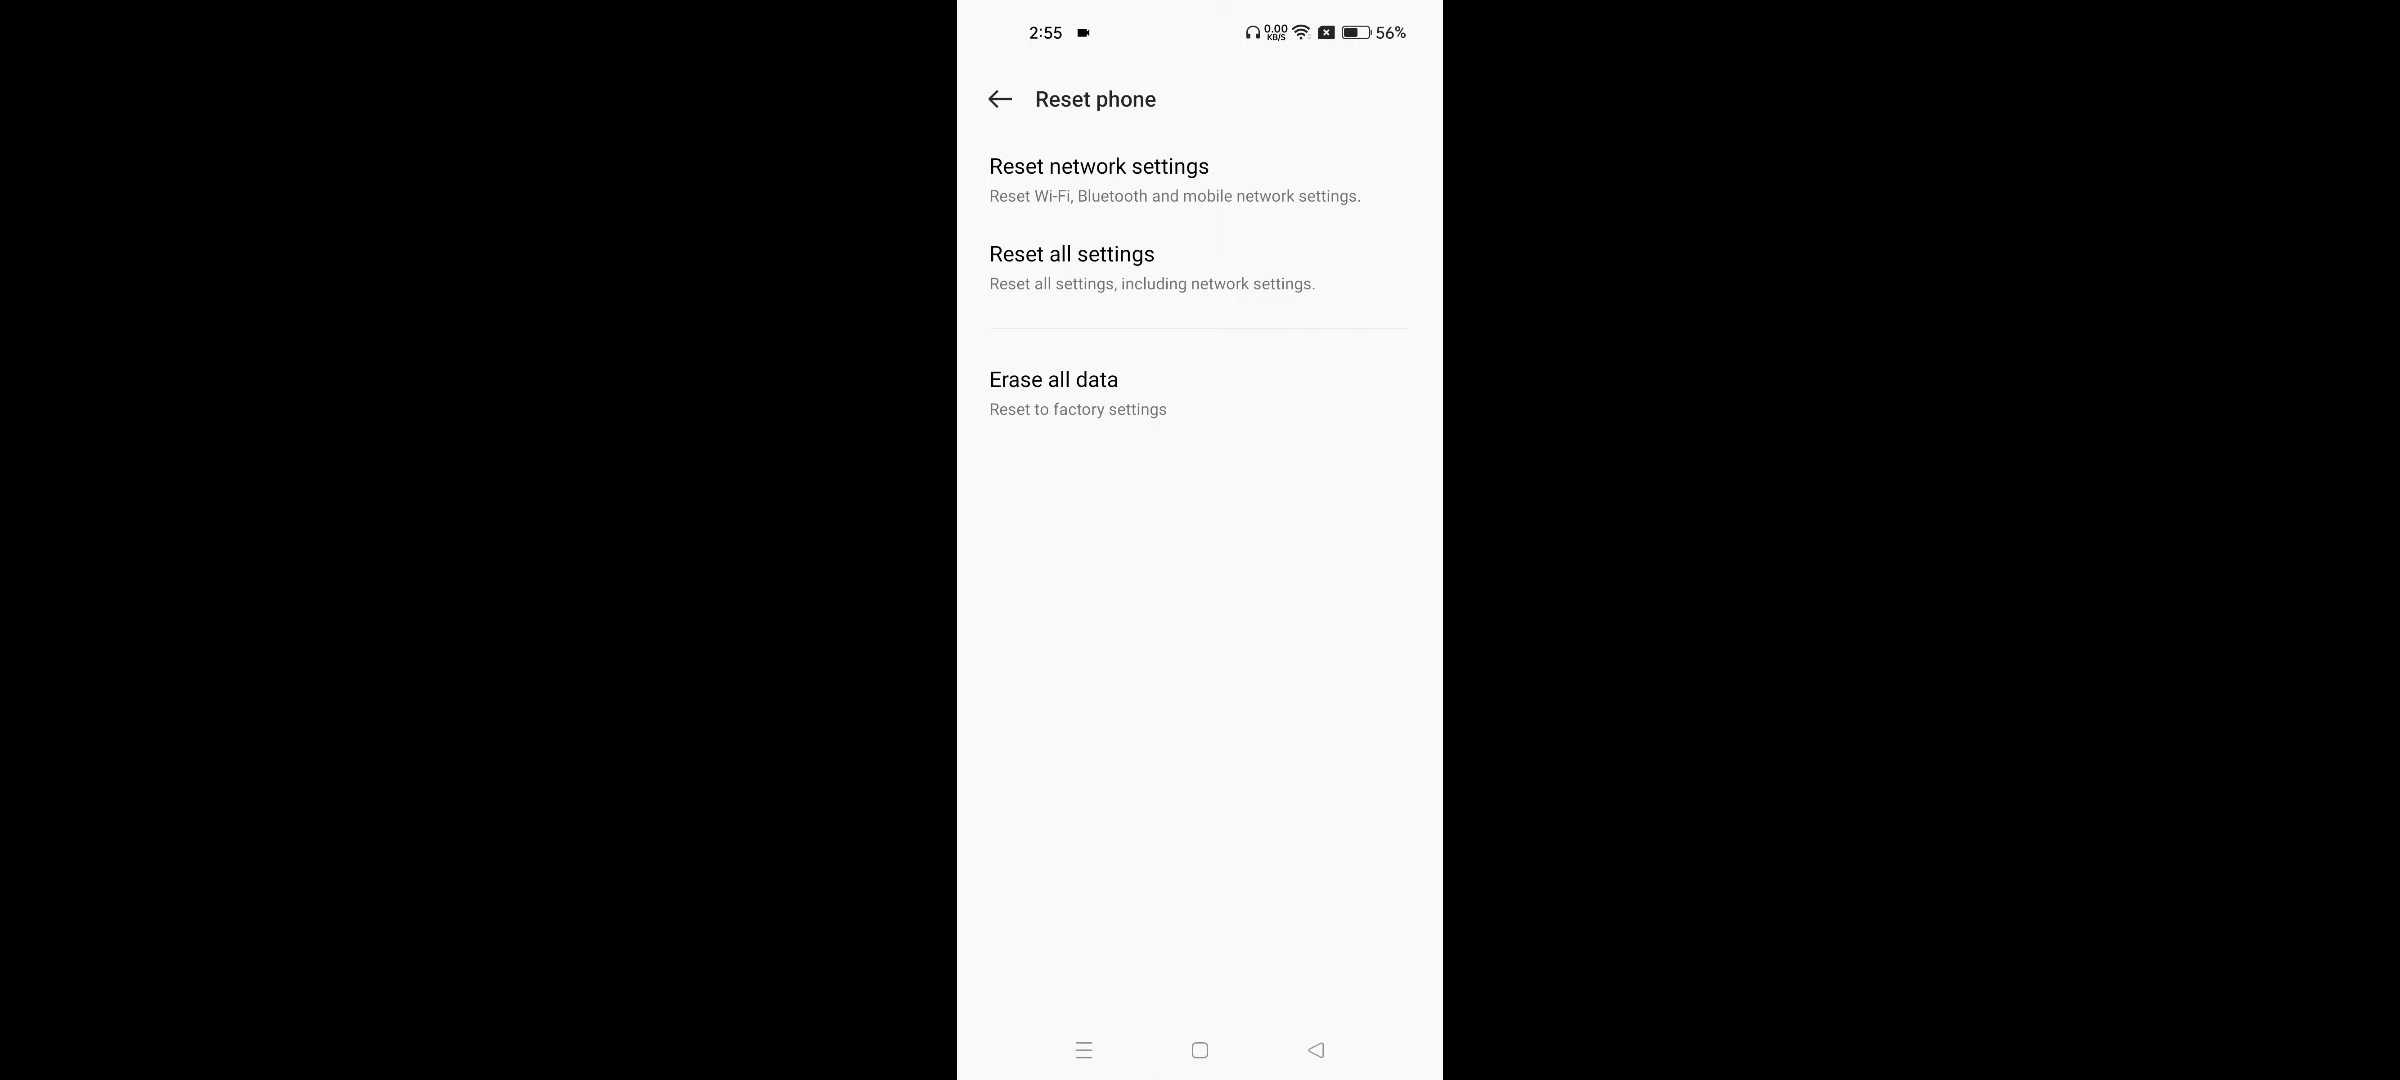 2:55
0.00
KB/S
56%
Reset phone
Reset network settings
Reset Wi-Fi, Bluetooth and mobile network settings.
Reset all settings
Reset all settings, including network settings.
Erase all data
Reset to factory settings